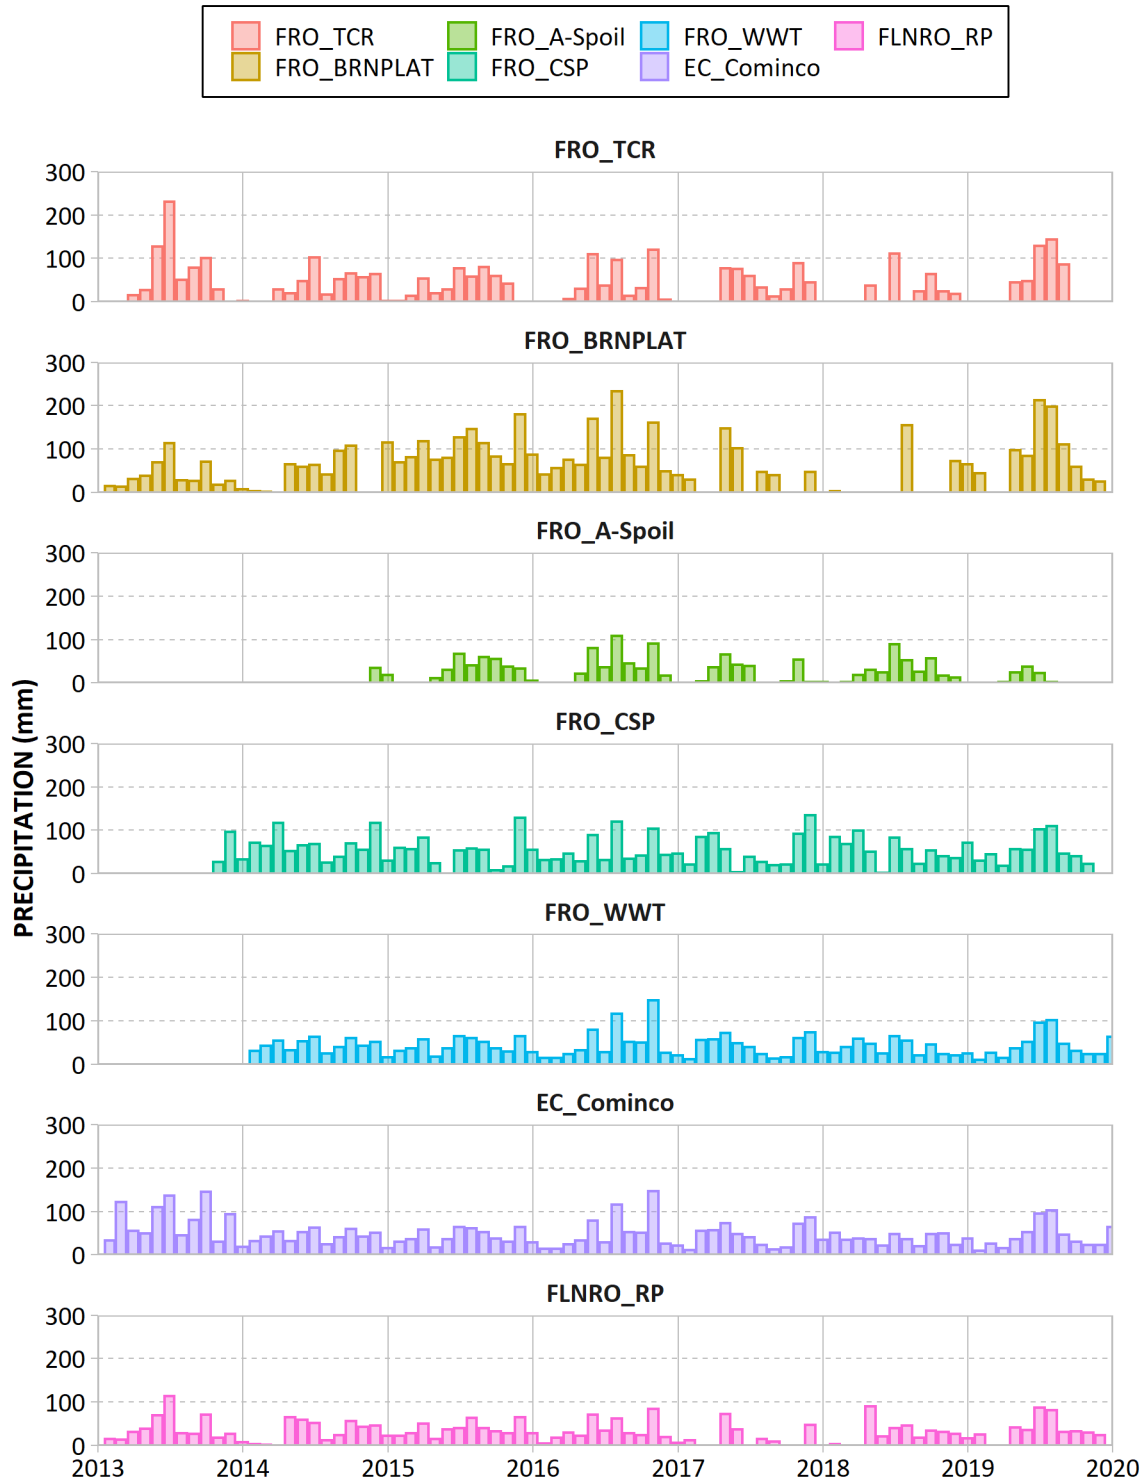 FRO_TCR FRO_A-Spoil FRO_WWT FLNRO_RP
FRO_BRNPLAT FRO_CSP EC_Cominco
FRO_TCR
300
200
100
0
FRO_BRNPLAT
300
200
100
0
FRO_A-Spoil
300
200
100
0
FRO_CSP
300
200
100
0
FRO_WWT
300
200
100
0
EC_Cominco
300
200
100
0
FLNRO_RP
300
200
100
0
PRECIPITATION (mm)
2013 2014 2015 2016 2017 2018 2019 2020